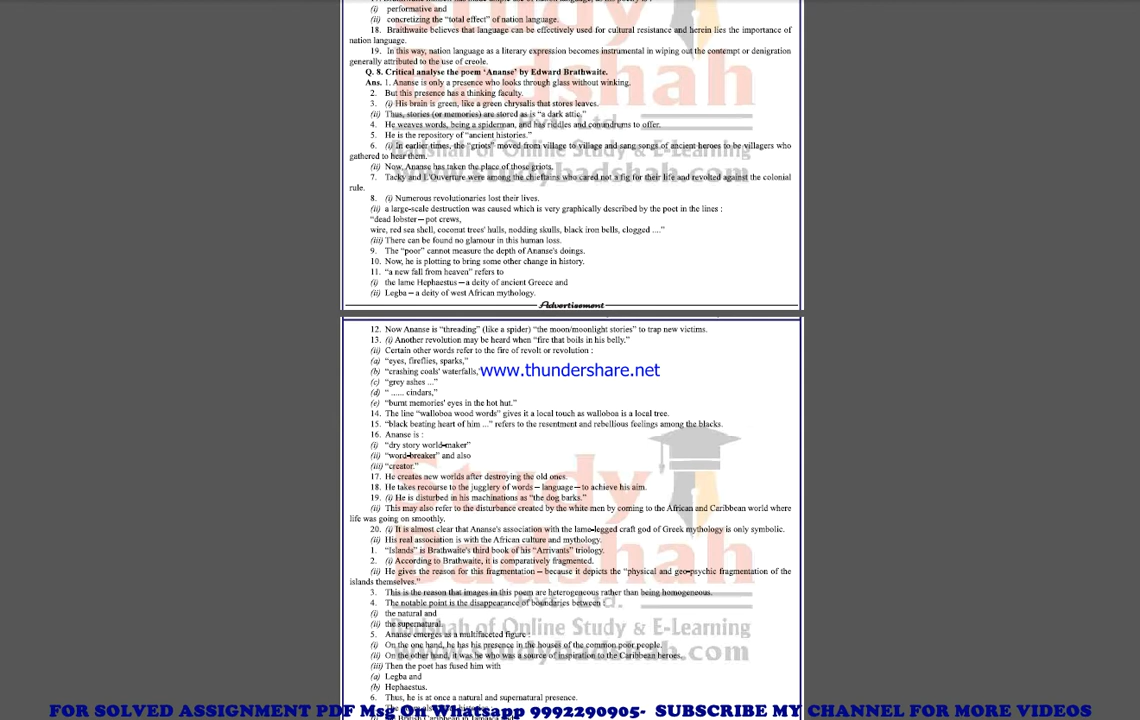 (i) performative and
(ii) concretizing the "total effect" of nation language.
18. Braithwaite believes that language can be effectively used for cultural resistance and herein lies the importance of
nation language.
19. In this way, nation language as a literary expression becomes instrumental in wiping out the contempt or denigration
generally attributed to the use of creole.
Q. 8. Critical analyse the poem 'Ananse' by Edward Brathwaite.
Ans. 1. Ananse is only a presence who looks through glass without winking.
2. But this presence has a thinking faculty.
3. (i) His brain is green, like a green chrysalis that stores leaves.
(ii) Thus, stories (or memories) are stored as is "a dark attic."
4. He weaves words, being a spiderman, and has riddles and conundrums to offer.
5. He is the repository of "ancient histories."
6. (i) In earlier times, the "griots" moved from village to village and sang songs of ancient heroes to be villagers who
gathered to hear them.
(ii) Now, Ananse has taken the place of those griots.
7. Tacky and L'Ouverture were among the chieftains who cared not a fig for their life and revolted against the colonial
rule.
8. (i) Numerous revolutionaries lost their lives.
(ii) a large-scale destruction was caused which is very graphically described by the poet in the lines :
"dead lobster – pot crews,
wire, red sea shell, coconut trees' hulls, nodding skulls, black iron bells, clogged ...."
(iii) There can be found no glamour in this human loss.
9. The "poor" cannot measure the depth of Ananse's doings.
10. Now, he is plotting to bring some other change in history.
11. "a new fall from heaven" refers to
(i) the lame Hephaestus – a deity of ancient Greece and
(ii) Legba – a deity of west African mythology.
Advertisement
12. Now Ananse is "threading" (like a spider) "the moon/moonlight stories" to trap new victims.
13. (i) Another revolution may be heard when "fire that boils in his belly."
(ii) Certain other words refer to the fire of revolt or revolution :
(a) "eyes, fireflies, sparks,"
(b) "crashing coals' waterfalls,"
www.thundershare.net
(c) "grey ashes ..."
(d) " ...... cindars,"
(e) "burnt memories' eyes in the hot hut."
14. The line "walloboa wood words" gives it a local touch as walloboa is a local tree.
15. "black beating heart of him ..." refers to the resentment and rebellious feelings among the blacks.
16. Ananse is :
(i) "dry story world-maker"
(ii) "word-breaker" and also
(iii) "creator."
17. He creates new worlds after destroying the old ones.
18. He takes recourse to the jugglery of words – language – to achieve his aim.
19. (i) He is disturbed in his machinations as "the dog barks."
(ii) This may also refer to the disturbance created by the white men by coming to the African and Caribbean world where
life was going on smoothly.
20. (i) It is almost clear that Ananse's association with the lame-legged craft god of Greek mythology is only symbolic.
(ii) His real association is with the African culture and mythology.
1. "Islands" is Brathwaite's third book of his "Arrivants" triology.
2. (i) According to Brathwaite, it is comparatively fragmented.
(ii) He gives the reason for this fragmentation – because it depicts the "physical and geo-psychic fragmentation of the
islands themselves."
3. This is the reason that images in this poem are heterogeneous rather than being homogeneous.
4. The notable point is the disappearance of boundaries between
(i) the natural and
(ii) the supernatural.
5. Ananse emerges as a multifaceted figure :
(i) On the one hand, he has his presence in the houses of the common poor people.
(ii) On the other hand, it was he who was a source of inspiration to the Caribbean heroes.
(iii) Then the poet has fused him with
(a) Legba and
(b) Hephaestus.
6. Thus, he is at once a natural and supernatural presence.
FOR SOLVED ASSIGNMENT PDF Msg On Whatsapp 9992290905- SUBSCRIBE MY CHANNEL FOR MORE VIDEOS
Study
Badshah
Pvt. Ltd.
Badshah of Online Study & E-Learning
www.studybadshah.com
Study
Badshah
Pvt. Ltd.
Badshah of Online Study & E-Learning
www.studybadshah.com